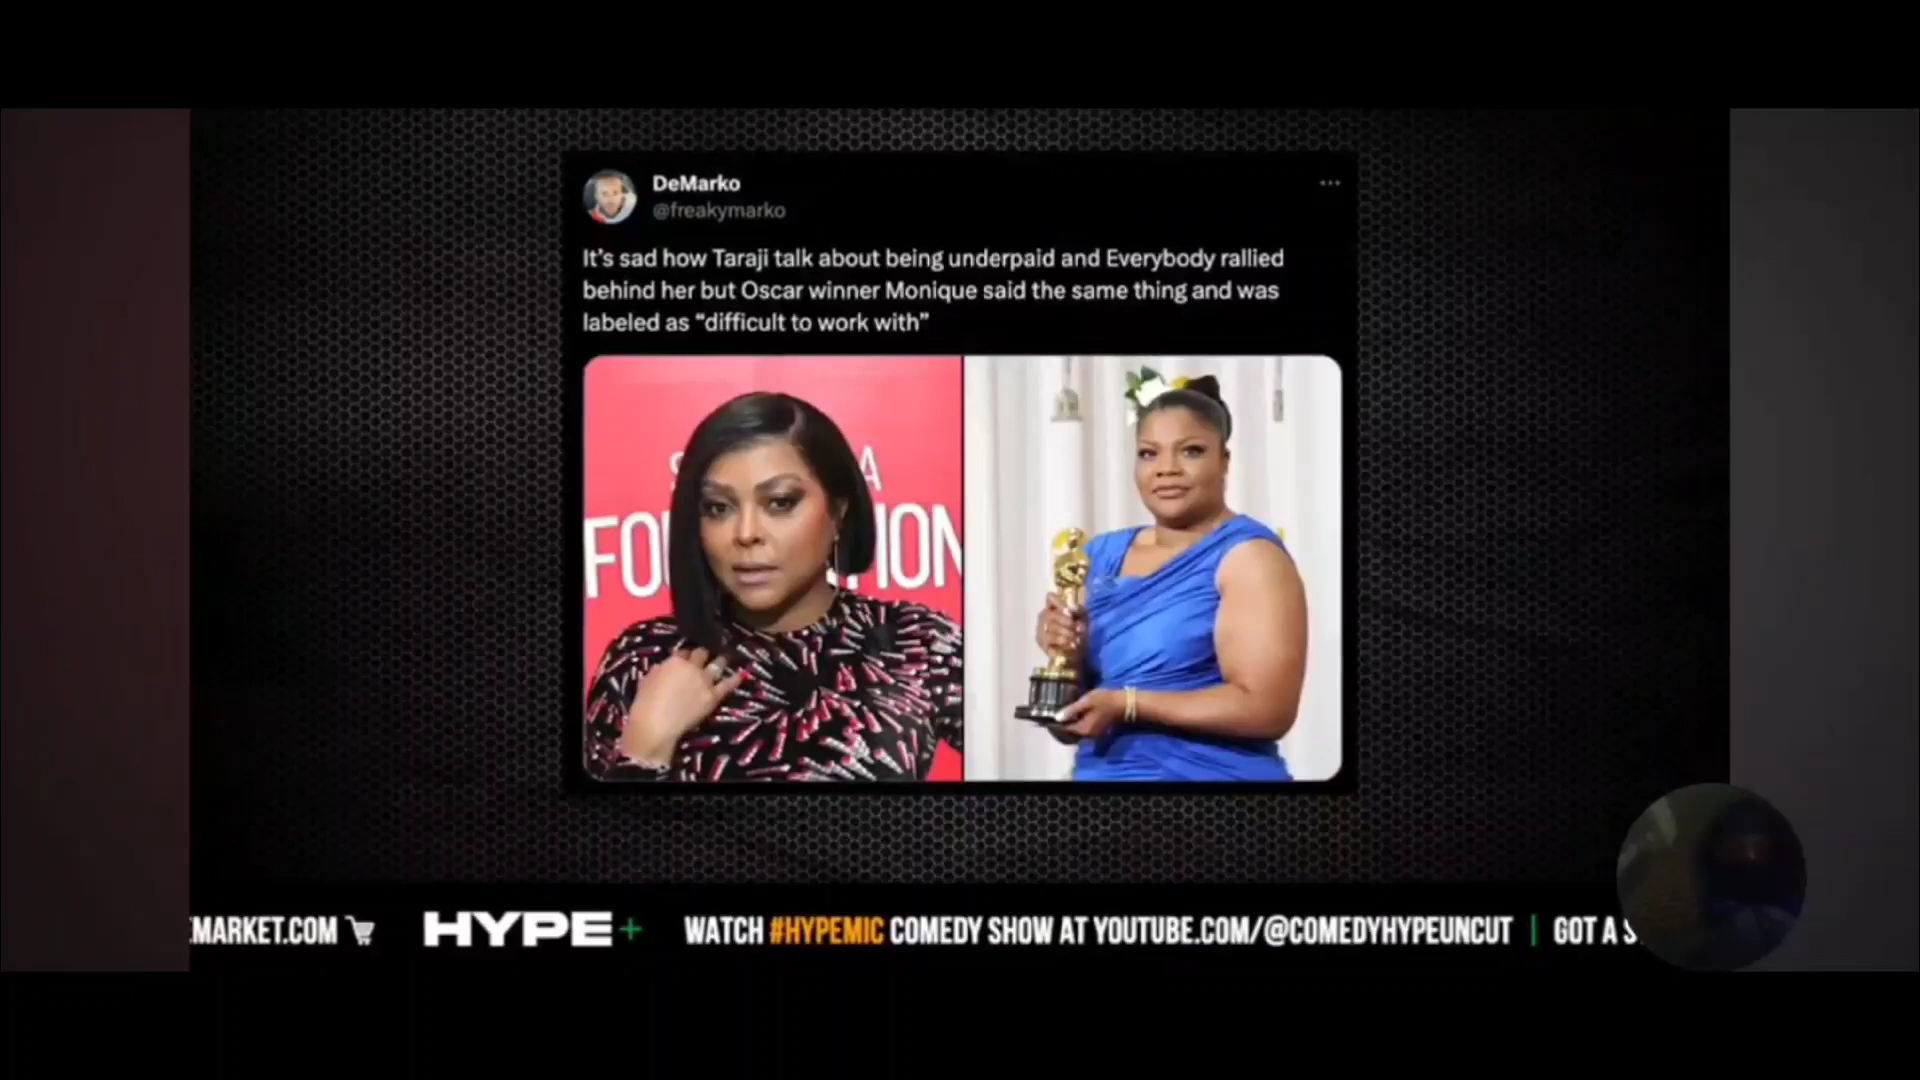 DeMarko
@freakymarko
It's sad how Taraji talk about being underpaid and Everybody rallied
behind her but Oscar winner Monique said the same thing and was
labeled as "difficult to work with"
EMARKET.COM HYPE+ WATCH #HYPEMIC COMEDY SHOW AT YOUTUBE.COM/@COMEDYHYPEUNCUT | GOT A